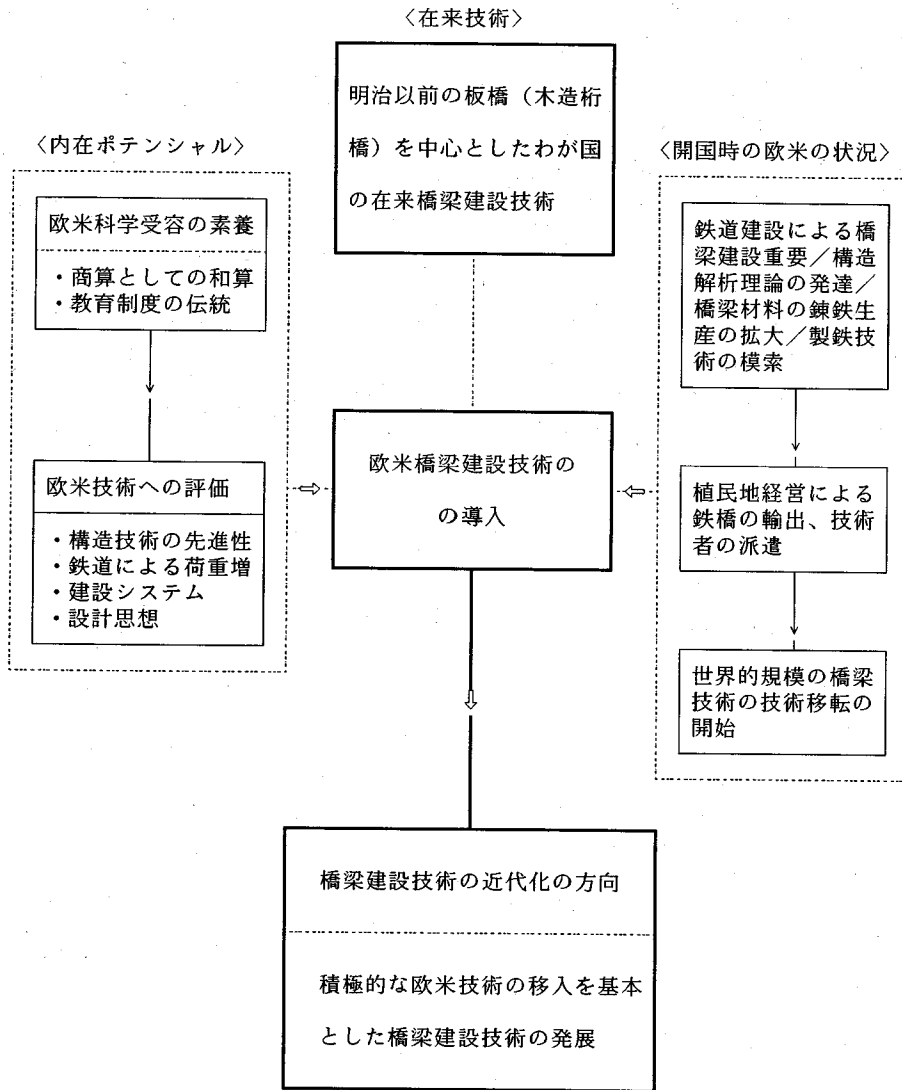 〈在来技術〉
明治以前の板橋（木造桁
橋）を中心としたわが国
の在来橋梁建設技術
〈内在ポテンシャル〉
欧米科学受容の素養
・商算としての和算
・教育制度の伝統
欧米技術への評価
・構造技術の先進性
・鉄道による荷重増
・建設システム
・設計思想
〈開国時の欧米の状況〉
鉄道建設による橋
梁建設重要／構造
解析理論の発達／
橋梁材料の錬鉄生
産の拡大／製鉄技
術の模索
植民地経営による
鉄橋の輸出、技術
者の派遣
世界的規模の橋梁
技術の技術移転の
開始
欧米橋梁建設技術の
の導入
橋梁建設技術の近代化の方向
積極的な欧米技術の移入を基本
とした橋梁建設技術の発展